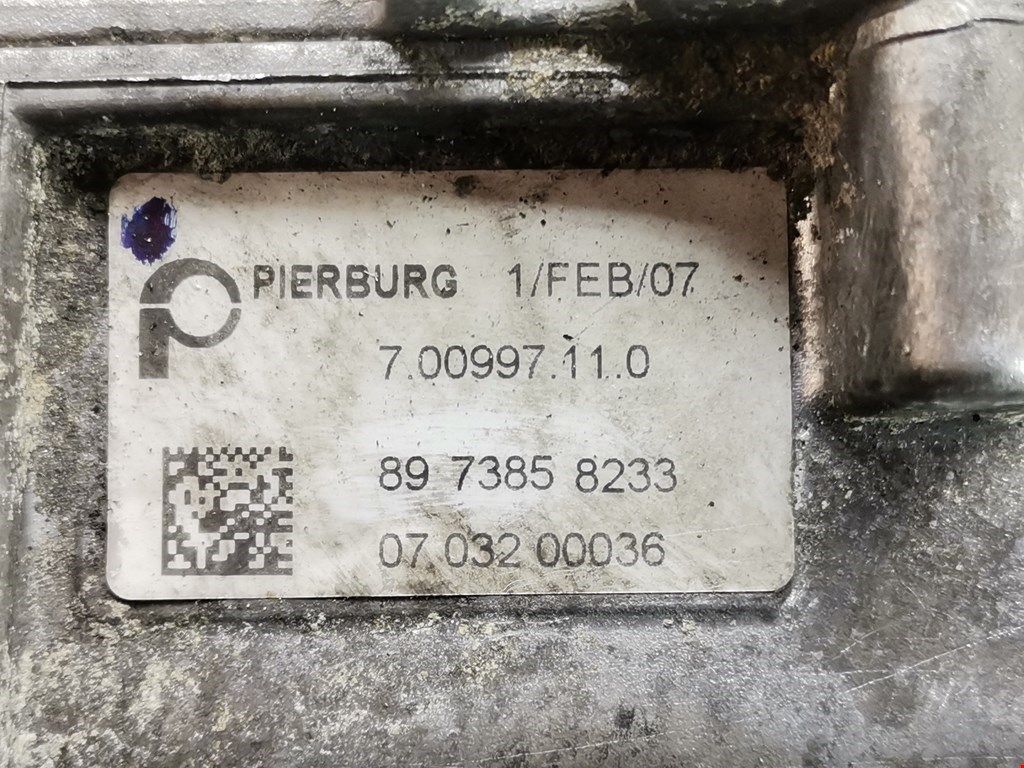 PIERBURG 1/FEB/07
7.00997.11.0
89 7385 8233
07.032 00036